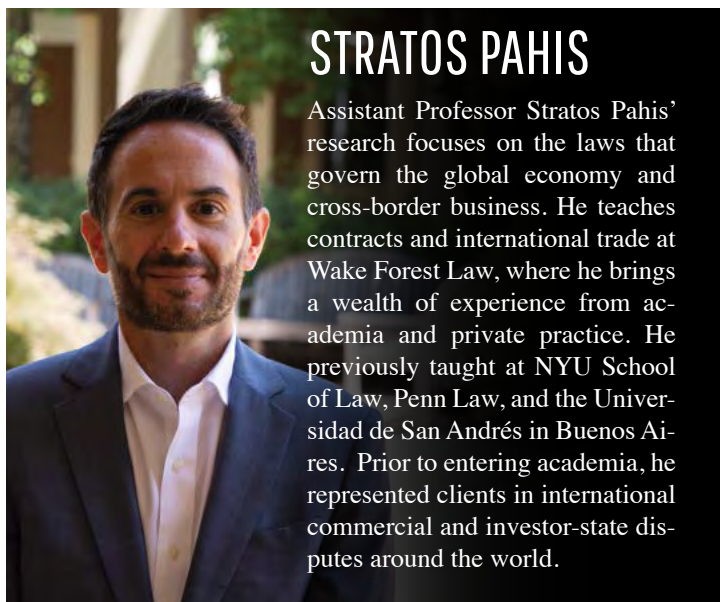 STRATOS PAHIS
Assistant Professor Stratos Pahis’
research focuses on the laws that
govern the global economy and
cross-border business. He teaches
contracts and international trade at
Wake Forest Law, where he brings
a wealth of experience from ac-
ademia and private practice. He
previously taught at NYU School
of Law, Penn Law, and the Univer-
sidad de San Andrés in Buenos Ai-
res.  Prior to entering academia, he
represented clients in international
commercial and investor-state dis-
putes around the world.